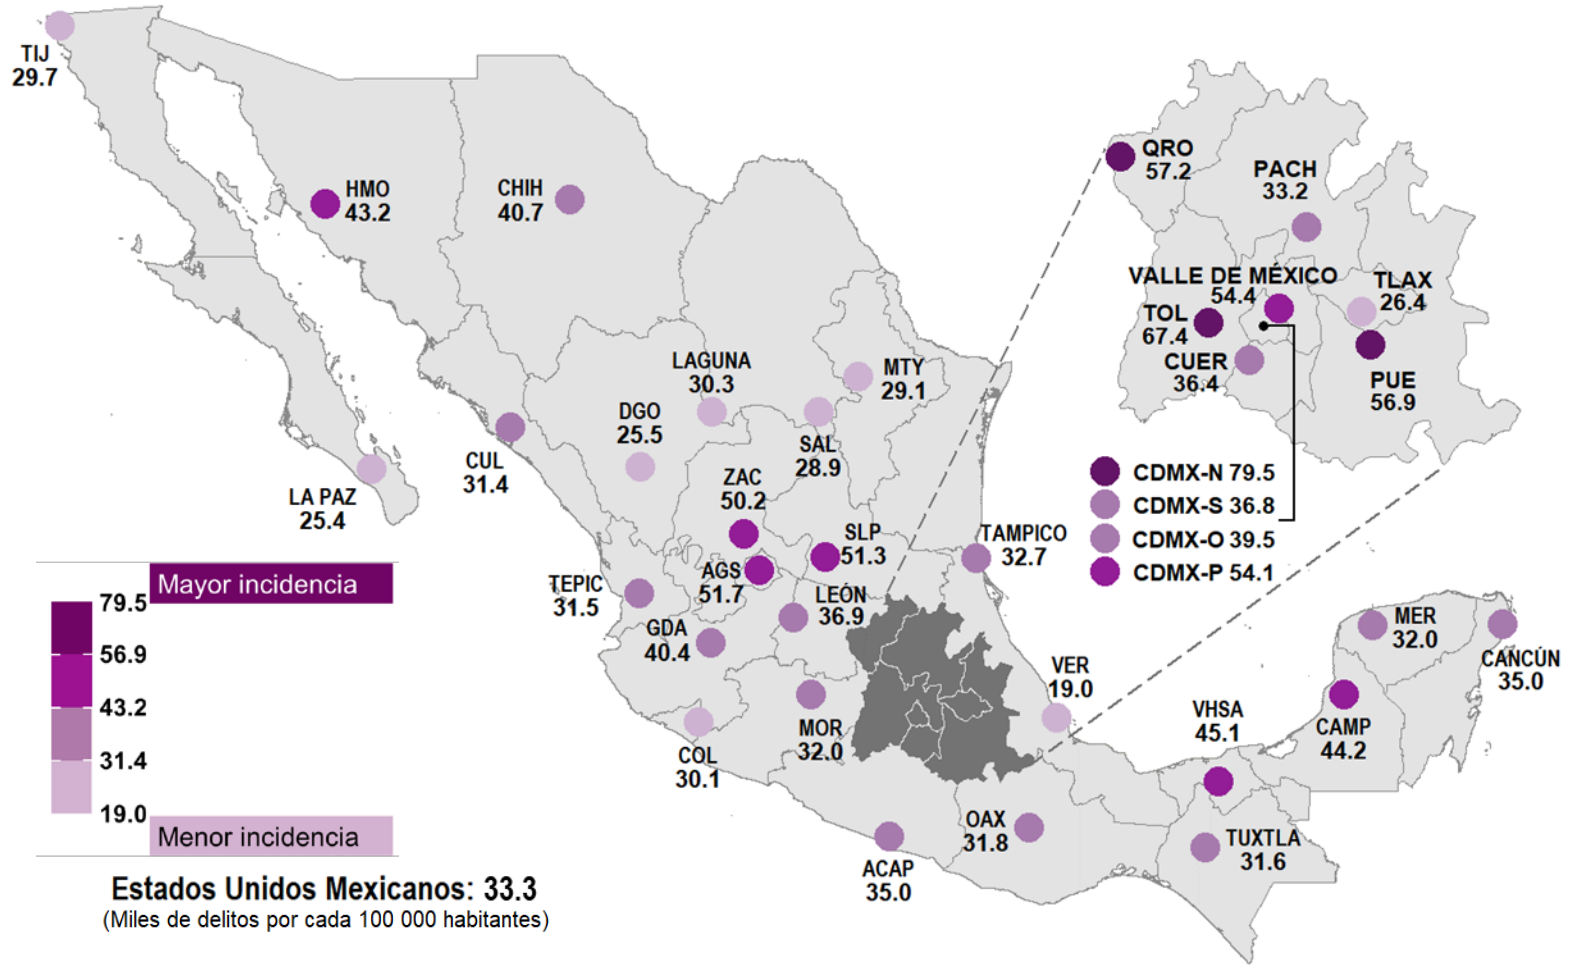 TIJ
29.7
HMO
43.2
CHIH
40.7
LAGUNA
30.3
MTY
29.1
DGO
25.5
SAL
28.9
CUL
31.4
LA PAZ
25.4
ZAC
50.2
SLP
51.3
TAMPICO
32.7
AGS
51.7
TEPIC
31.5
LEÓN
36.9
GDA
40.4
MOR
32.0
COL
30.1
VER
19.0
ACAP
35.0
OAX
31.8
VHSA
45.1
TUXTLA
31.6
CAMP
44.2
MER
32.0
CANCÚN
35.0
QRO
57.2
PACH
33.2
VALLE DE MÉXICO
54.4
TLAX
26.4
TOL
67.4
CUER
36.4
PUE
56.9
CDMX-N 79.5
CDMX-S 36.8
CDMX-O 39.5
CDMX-P 54.1
Mayor incidencia
79.5
56.9
43.2
31.4
19.0
Menor incidencia
Estados Unidos Mexicanos: 33.3
(Miles de delitos por cada 100 000 habitantes)